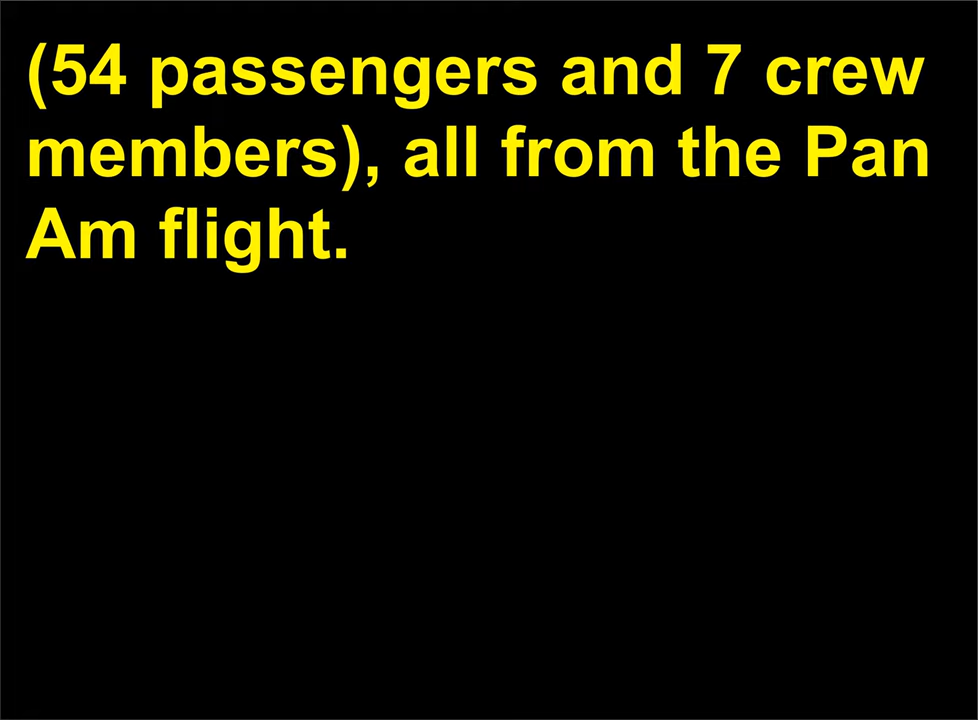 (54 passengers and 7 crew
members), all from the Pan
Am flight.